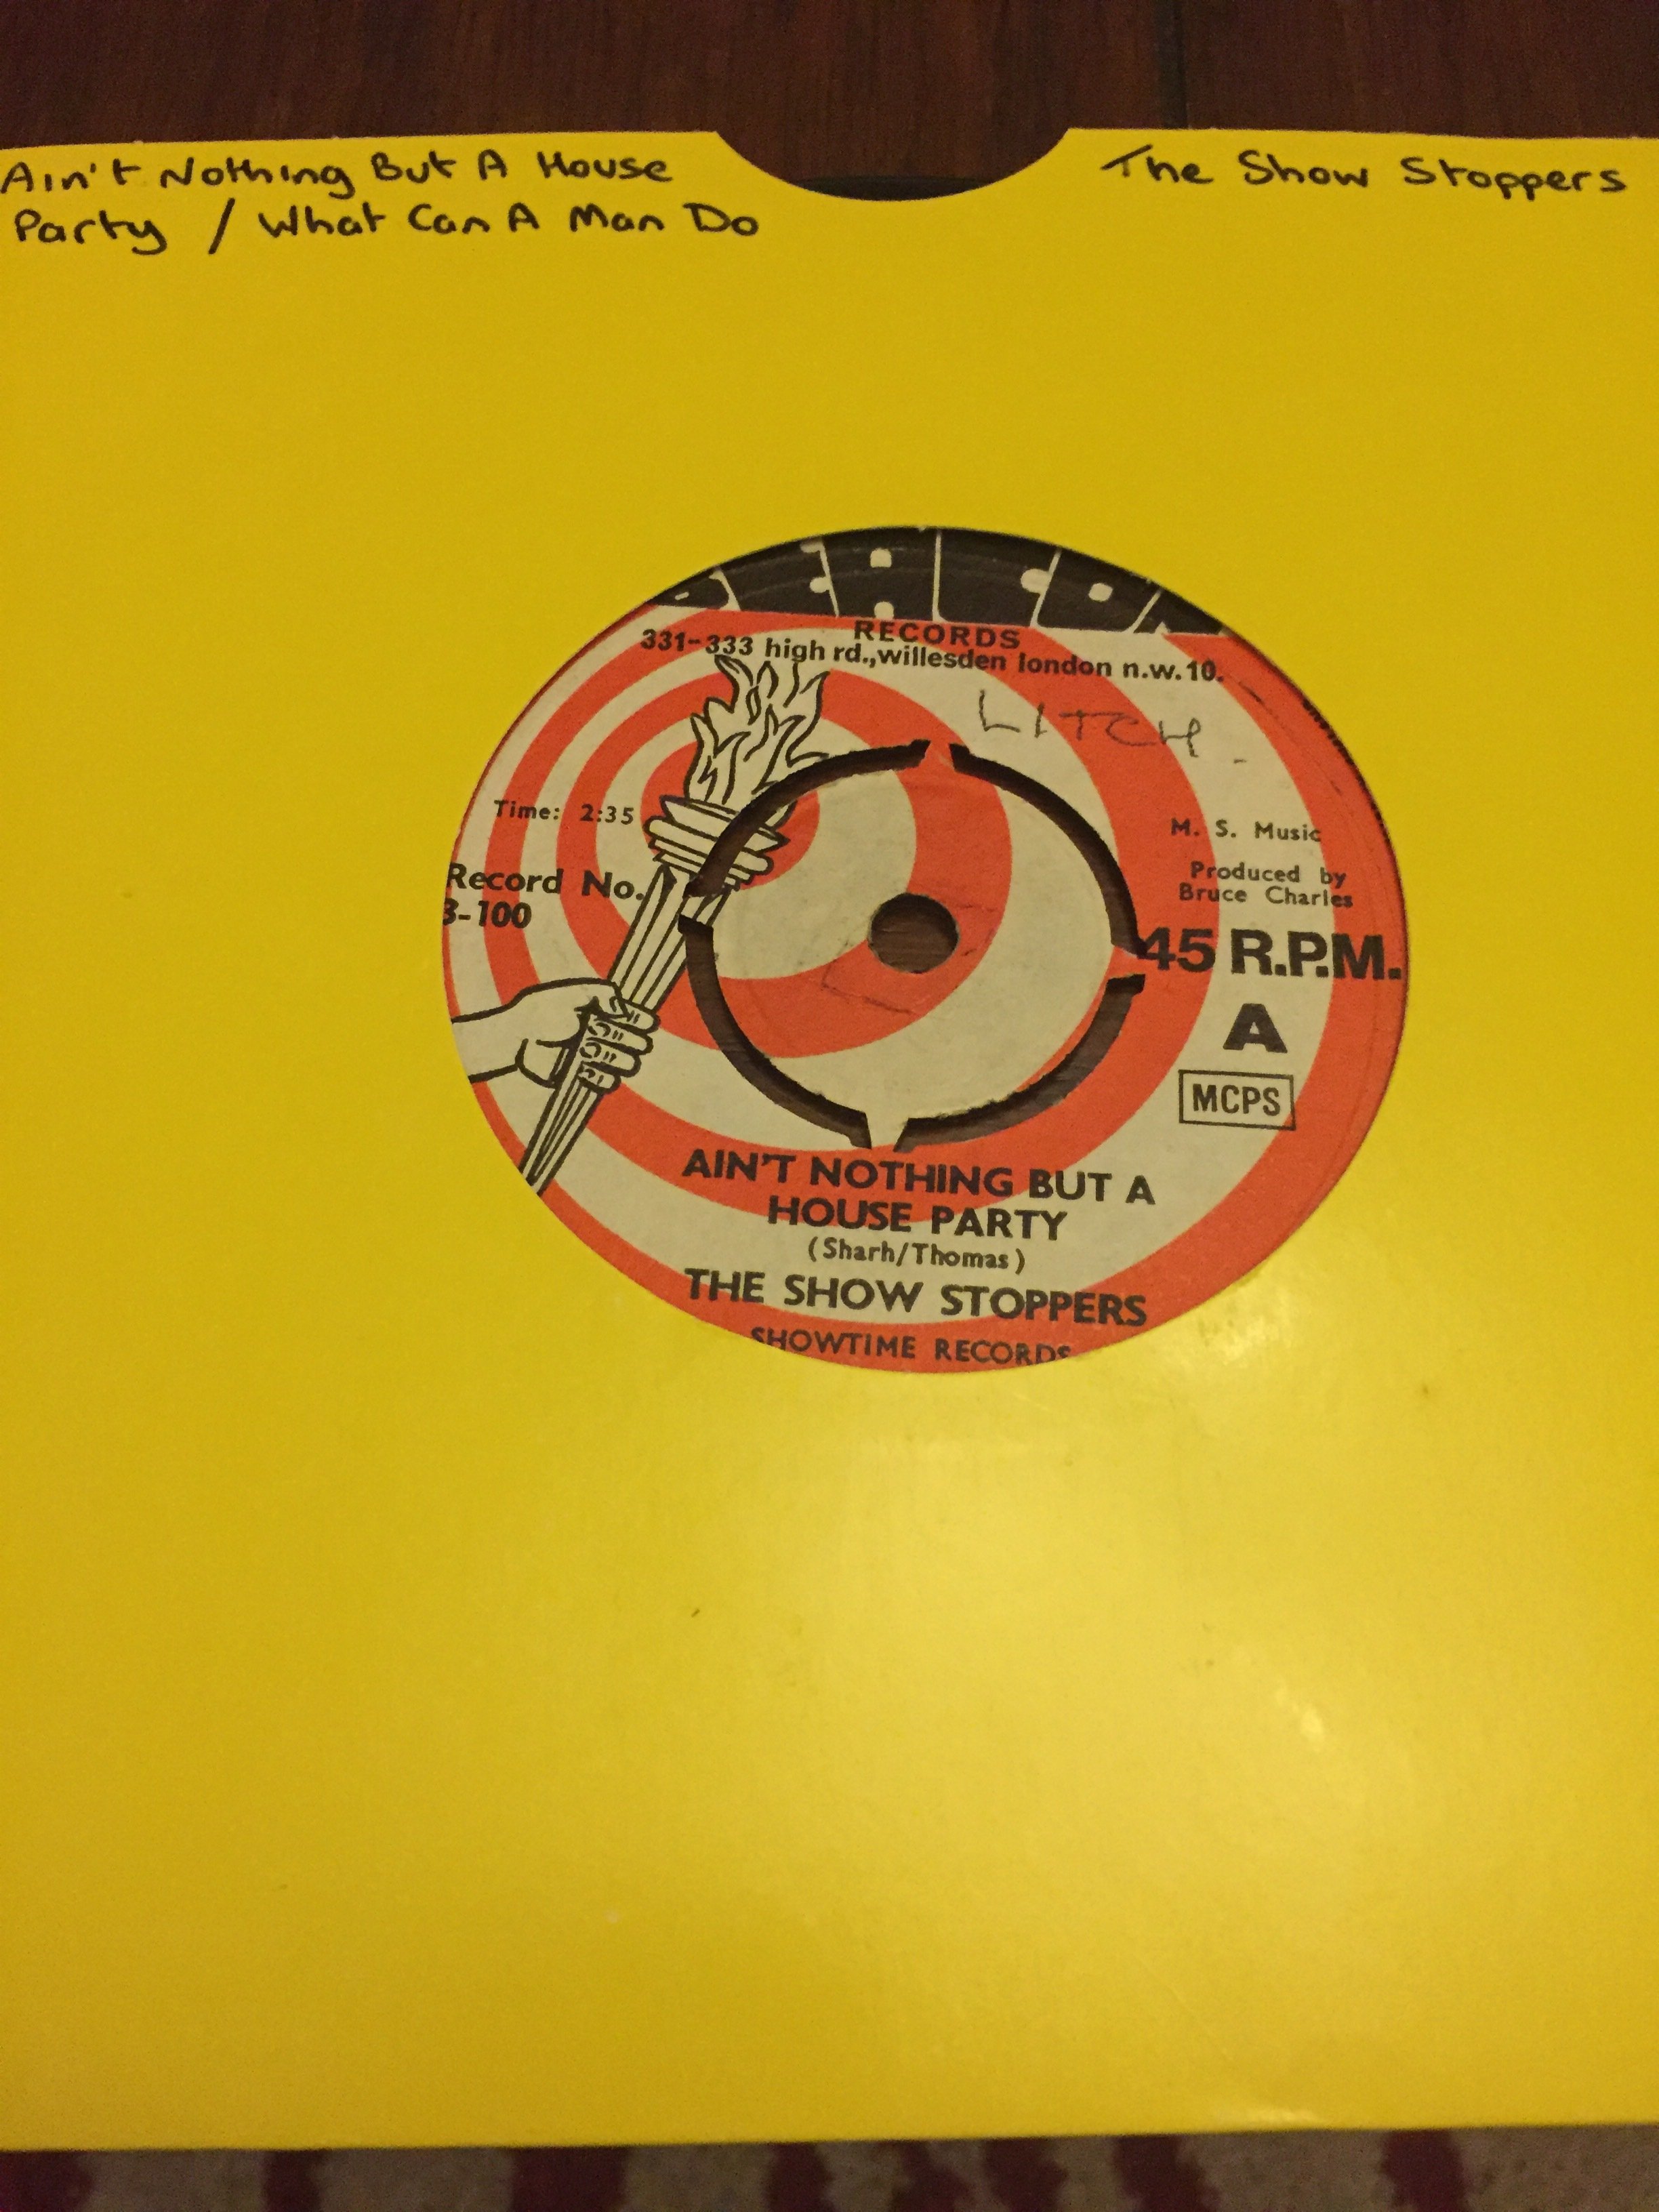 Ain't Nothing But A House
Party / What Can A Man Do
The Show Stoppers
RECORDS
331-333 high rd.,willesden london n.w.10.
LITCH
Time: 2:35
Record No.
3-100
M. S. Music
Produced by
Bruce Charles
45 R.P.M.
A
MCPS
AIN'T NOTHING BUT A
HOUSE PARTY
(Sharh/Thomas)
THE SHOW STOPPERS
SHOWTIME RECORDS